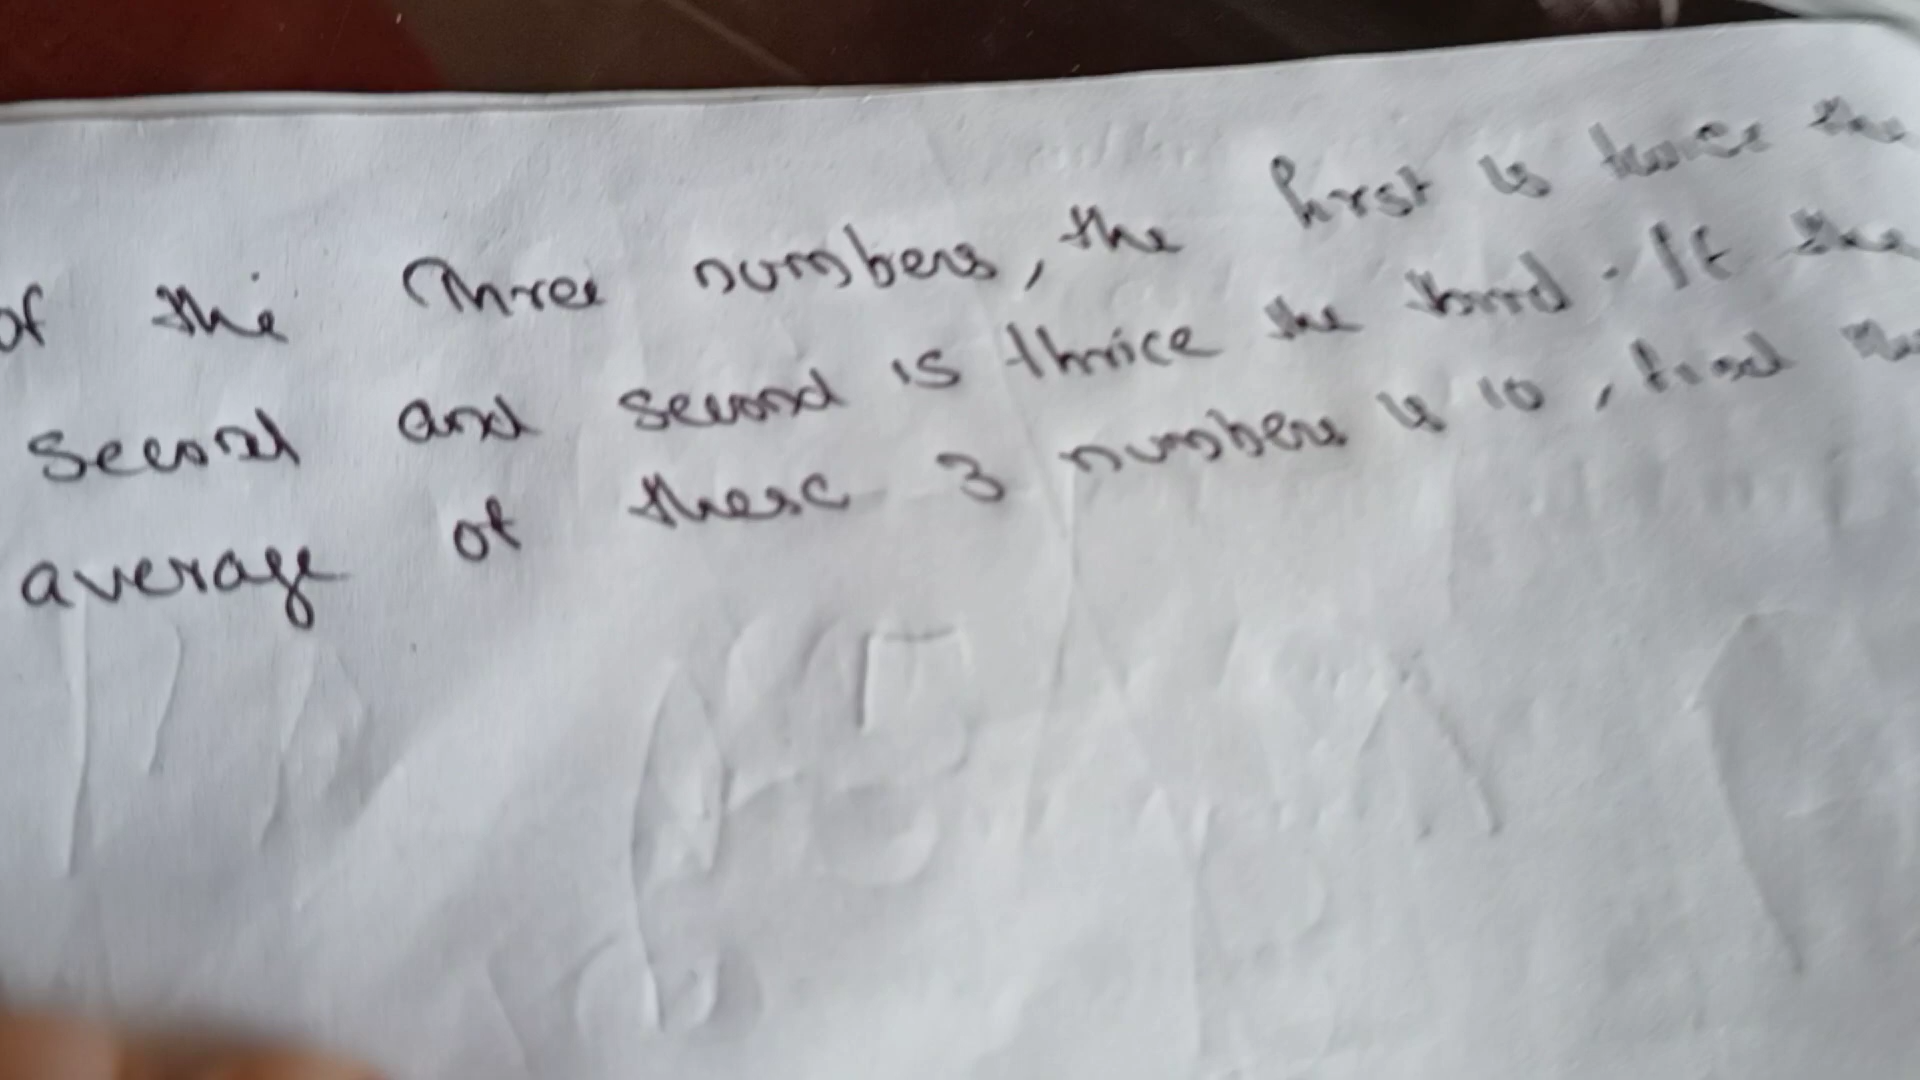 of the Three numbers, the first is twice the
second and second is thrice the third. If the
average of these 3 numbers is 10, find the